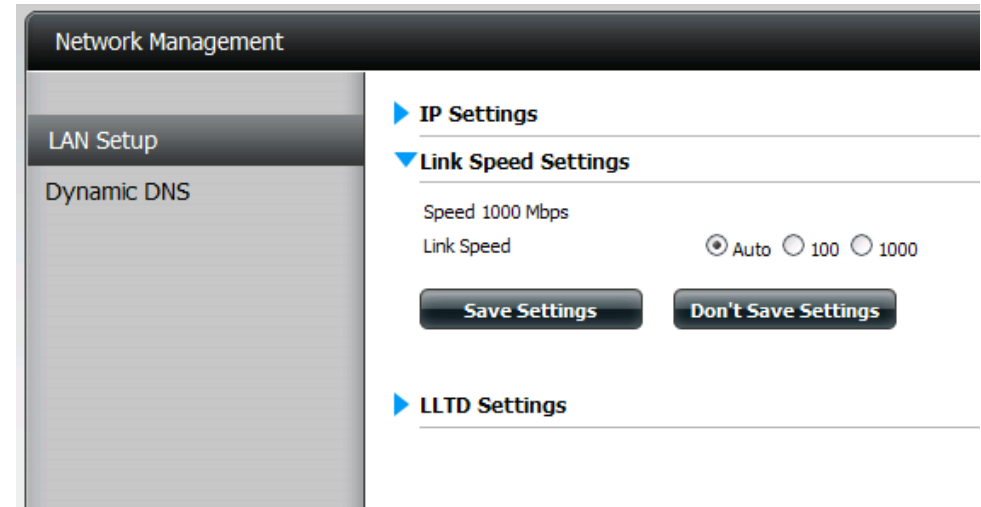 Network Management
LAN Setup
Dynamic DNS
IP Settings
Link Speed Settings
Speed 1000 Mbps
Link Speed Auto 100 1000
Save Settings Don't Save Settings
LLTD Settings